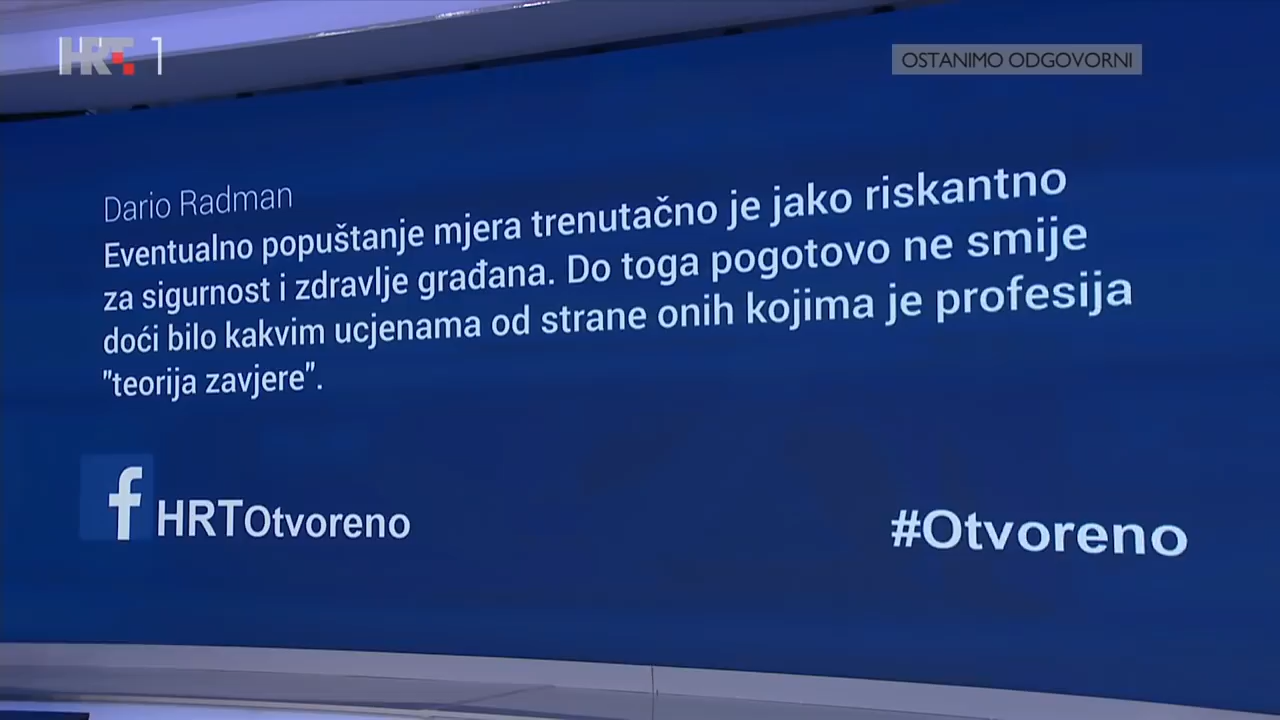 HRT 1
OSTANIMO ODGOVORNI
Dario Radman
Eventualno popuštanje mjera trenutačno je jako riskantno
za sigurnost i zdravlje građana. Do toga pogotovo ne smije
doći bilo kakvim ucjenama od strane onih kojima je profesija
"teorija zavjere".
f HRTOtvoreno
#Otvoreno